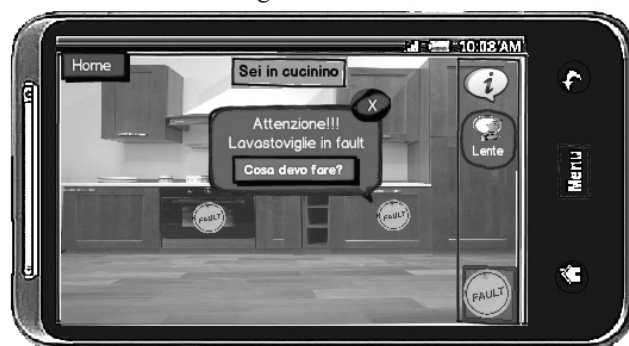 10:08 AM
Home
Sei in cucinino
X
Attenzione!!!
Lavastoviglie in fault
Cosa devo fare?
i
Lente
FAULT
FAULT
FAULT
Menu